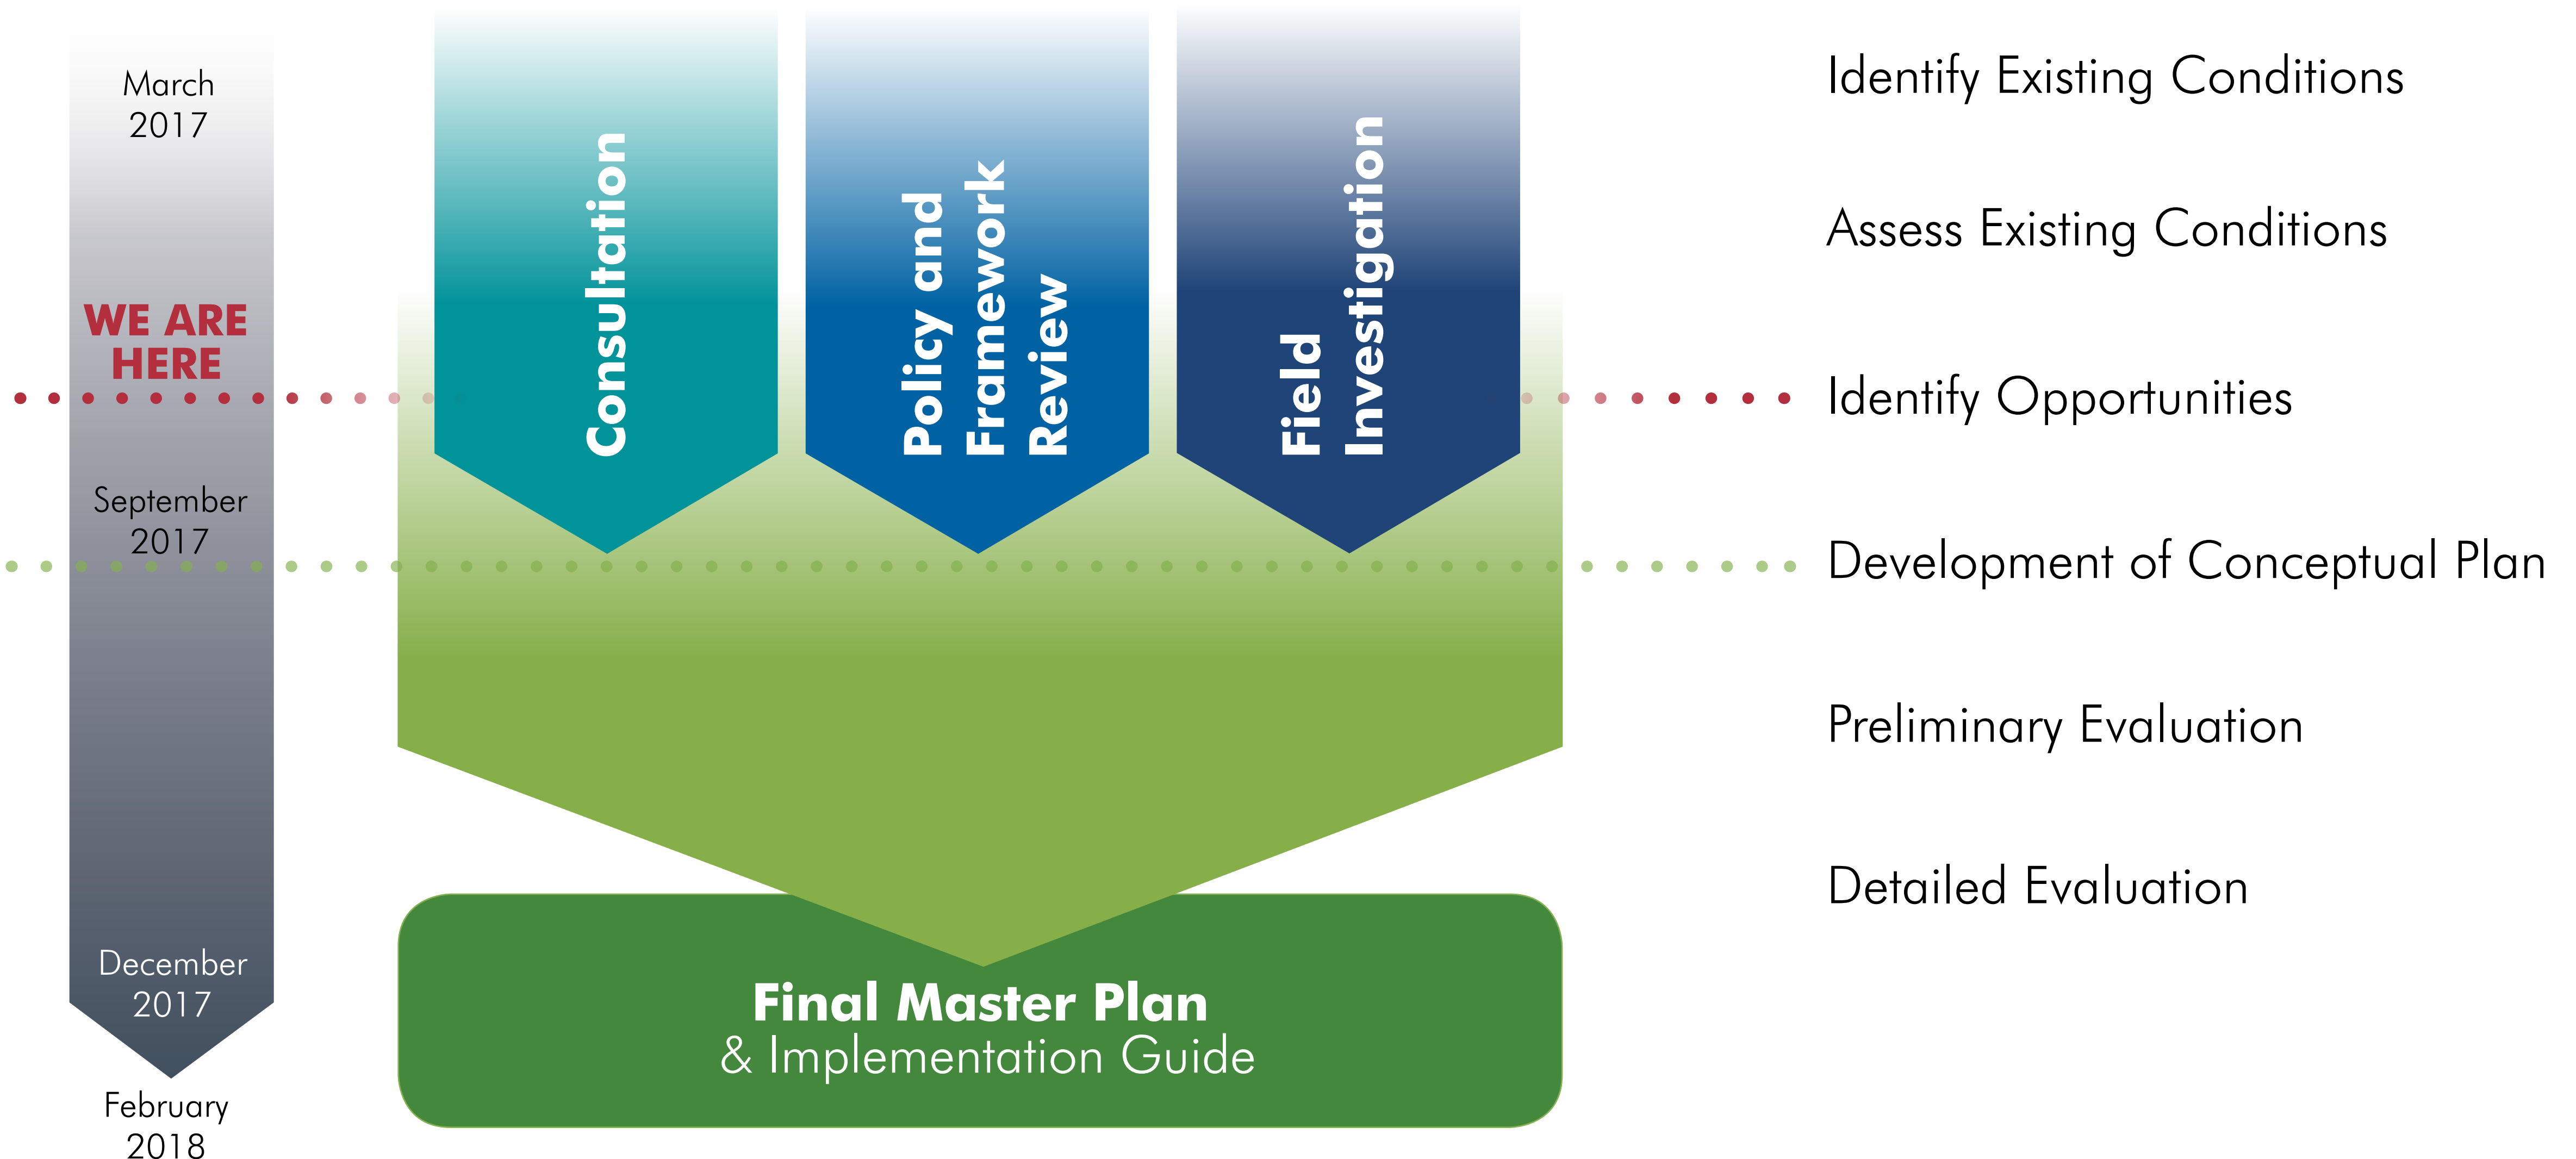 March
2017
WE ARE
HERE
September
2017
December
2017
February
2018
Consultation
Policy and
Framework
Review
Field
Investigation
Final Master Plan
& Implementation Guide
Identify Existing Conditions
Assess Existing Conditions
Identify Opportunities
Development of Conceptual Plan
Preliminary Evaluation
Detailed Evaluation